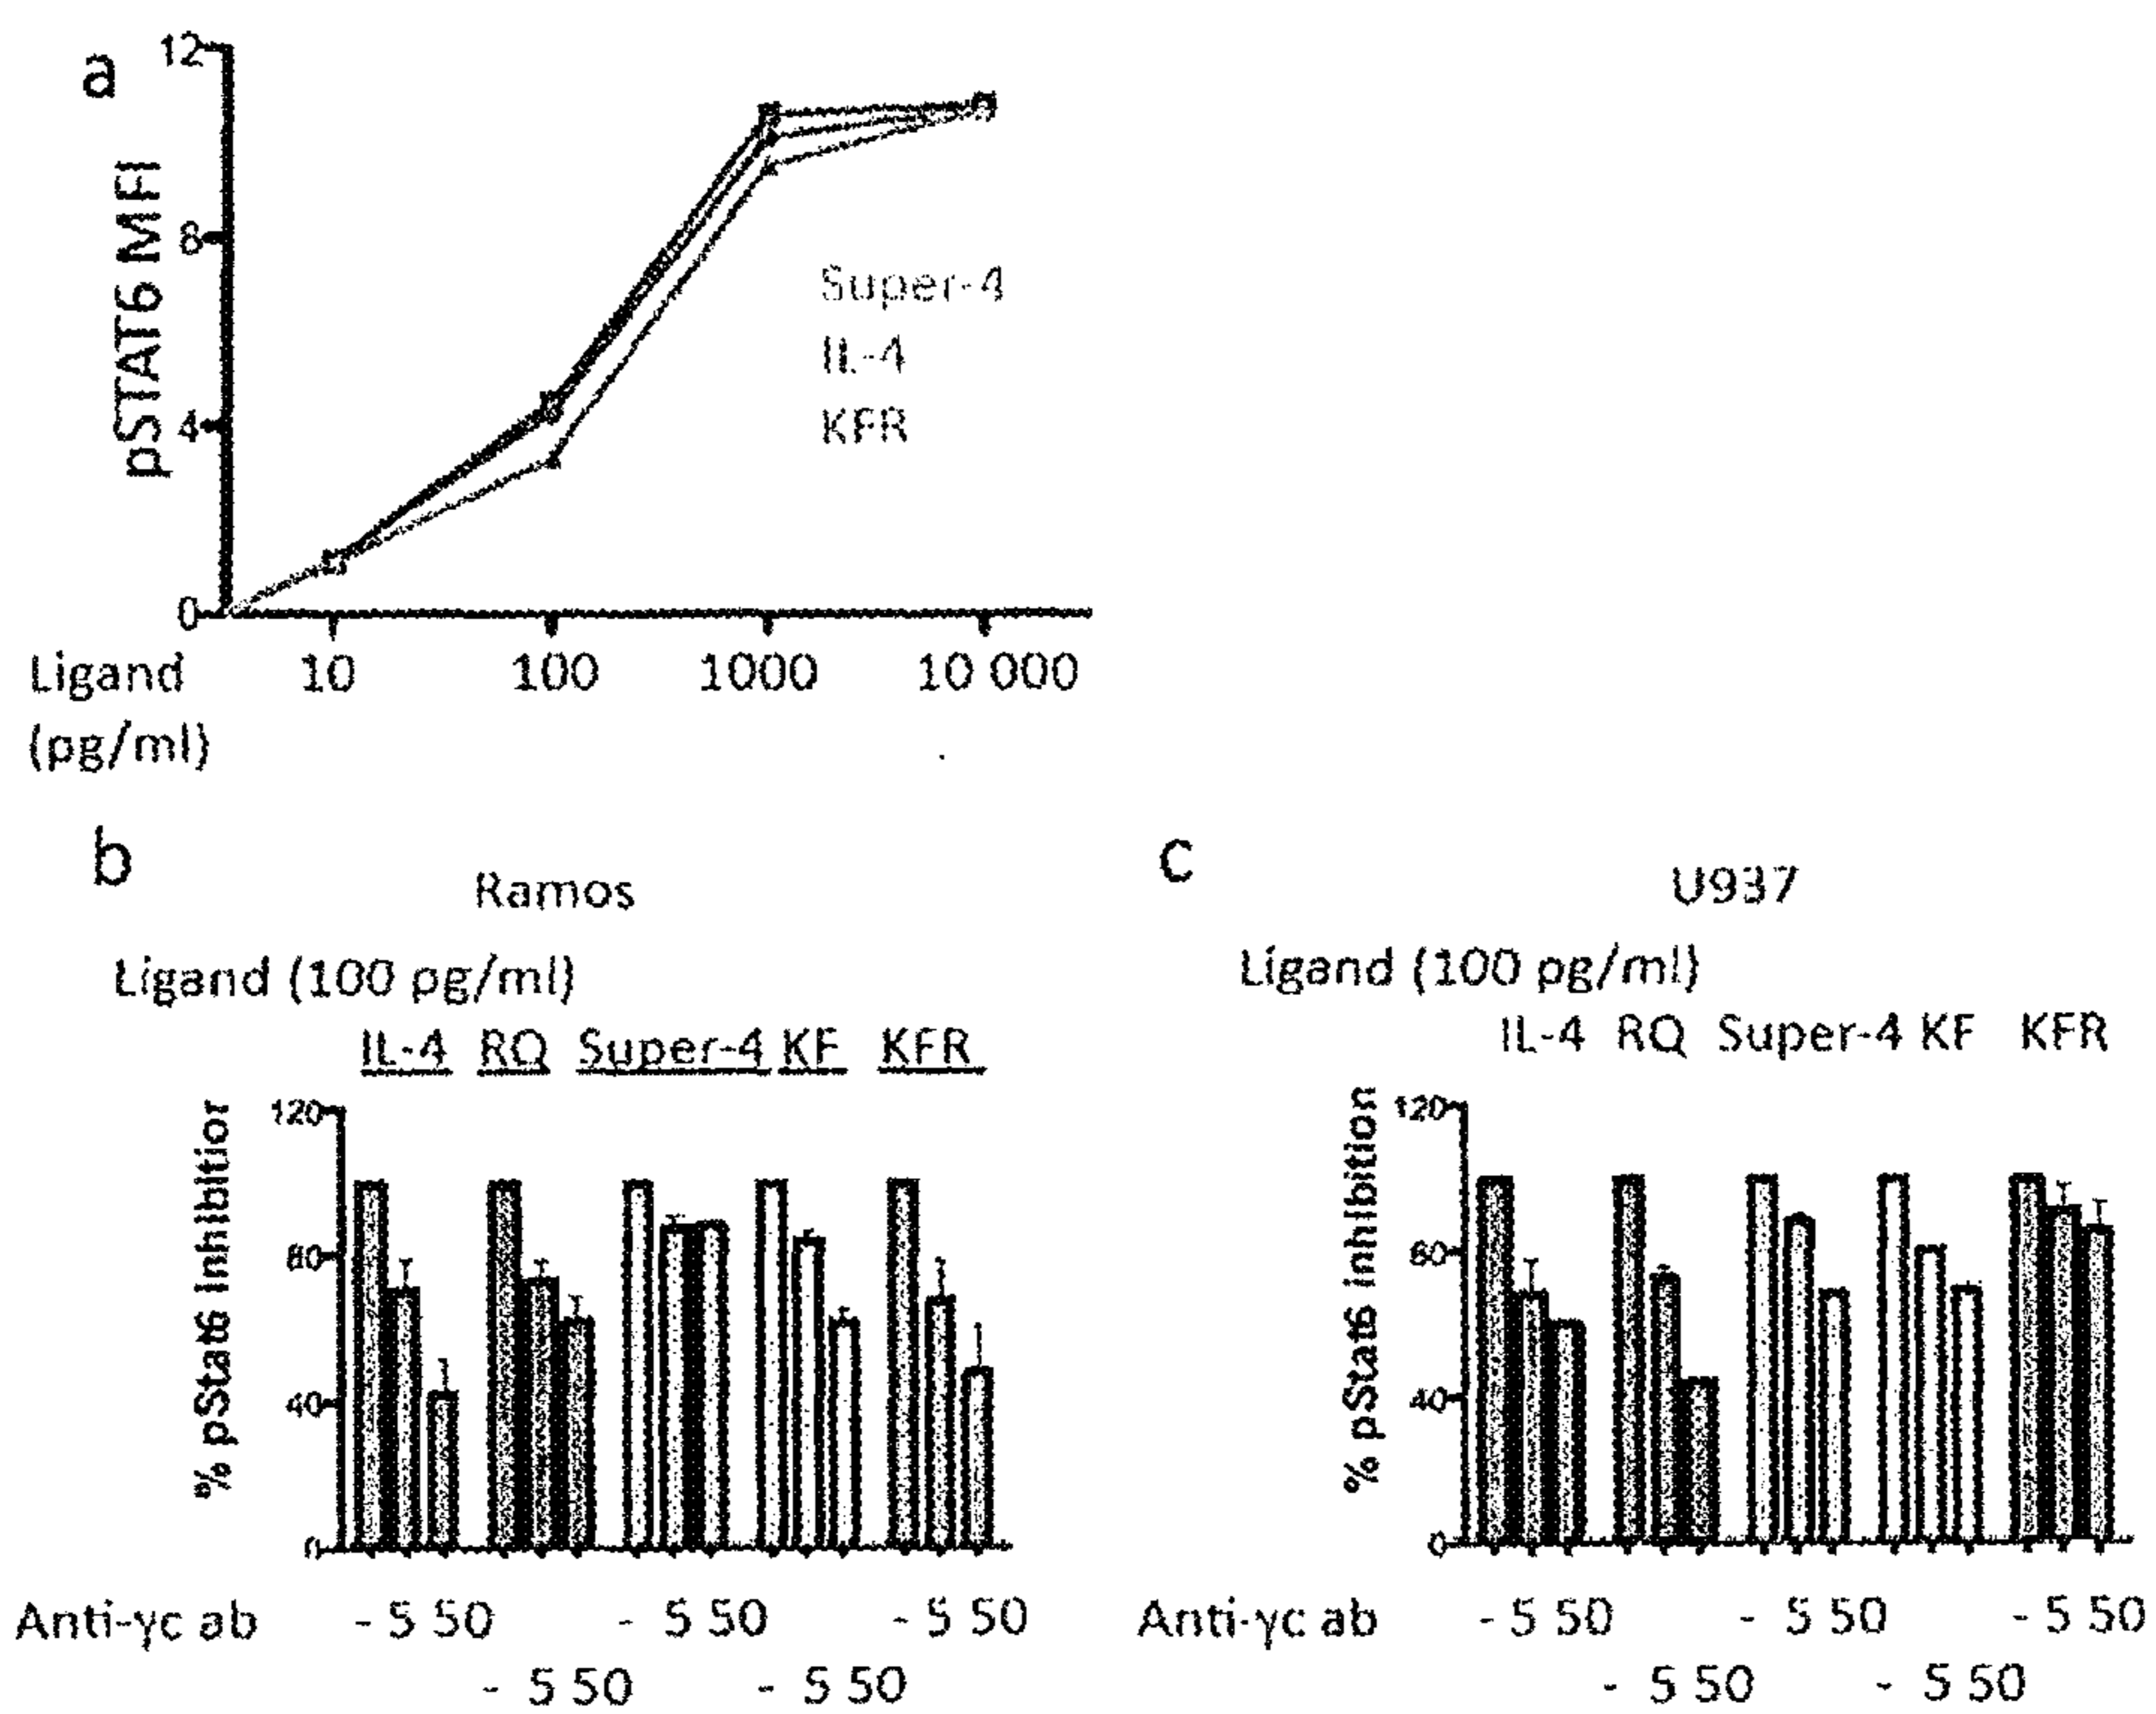 a
12
8
4
0
pSTAT6 MFI
Super-4
IL-4
KFR
Ligand 10 100 1000 10 000
(pg/ml)
b
Ramos
Ligand (100 pg/ml)
IL-4 RQ Super-4 KF KFR
% pStat6 inhibition
120
80
40
0
Anti-γc ab - 5 50 - 5 50 - 5 50
- 5 50 - 5 50
c
U937
Ligand (100 pg/ml)
IL-4 RQ Super-4 KF KFR
% pStat6 inhibition
120
80
40
0
Anti-γc ab - 5 50 - 5 50 - 5 50
- 5 50 - 5 50